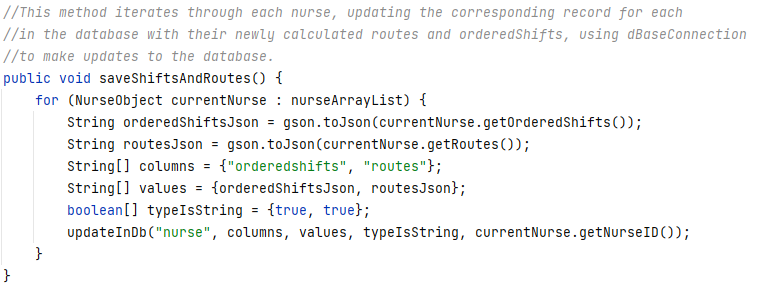 //This method iterates through each nurse, updating the corresponding record for each
//in the database with their newly calculated routes and orderedShifts, using dBaseConnection
//to make updates to the database.
public void saveShiftsAndRoutes() {
    for (NurseObject currentNurse : nurseArrayList) {
        String orderedShiftsJson = gson.toJson(currentNurse.getOrderedShifts());
        String routesJson = gson.toJson(currentNurse.getRoutes());
        String[] columns = {"orderedshifts", "routes"};
        String[] values = {orderedShiftsJson, routesJson};
        boolean[] typeIsString = {true, true};
        updateInDb("nurse", columns, values, typeIsString, currentNurse.getNurseID());
    }
}